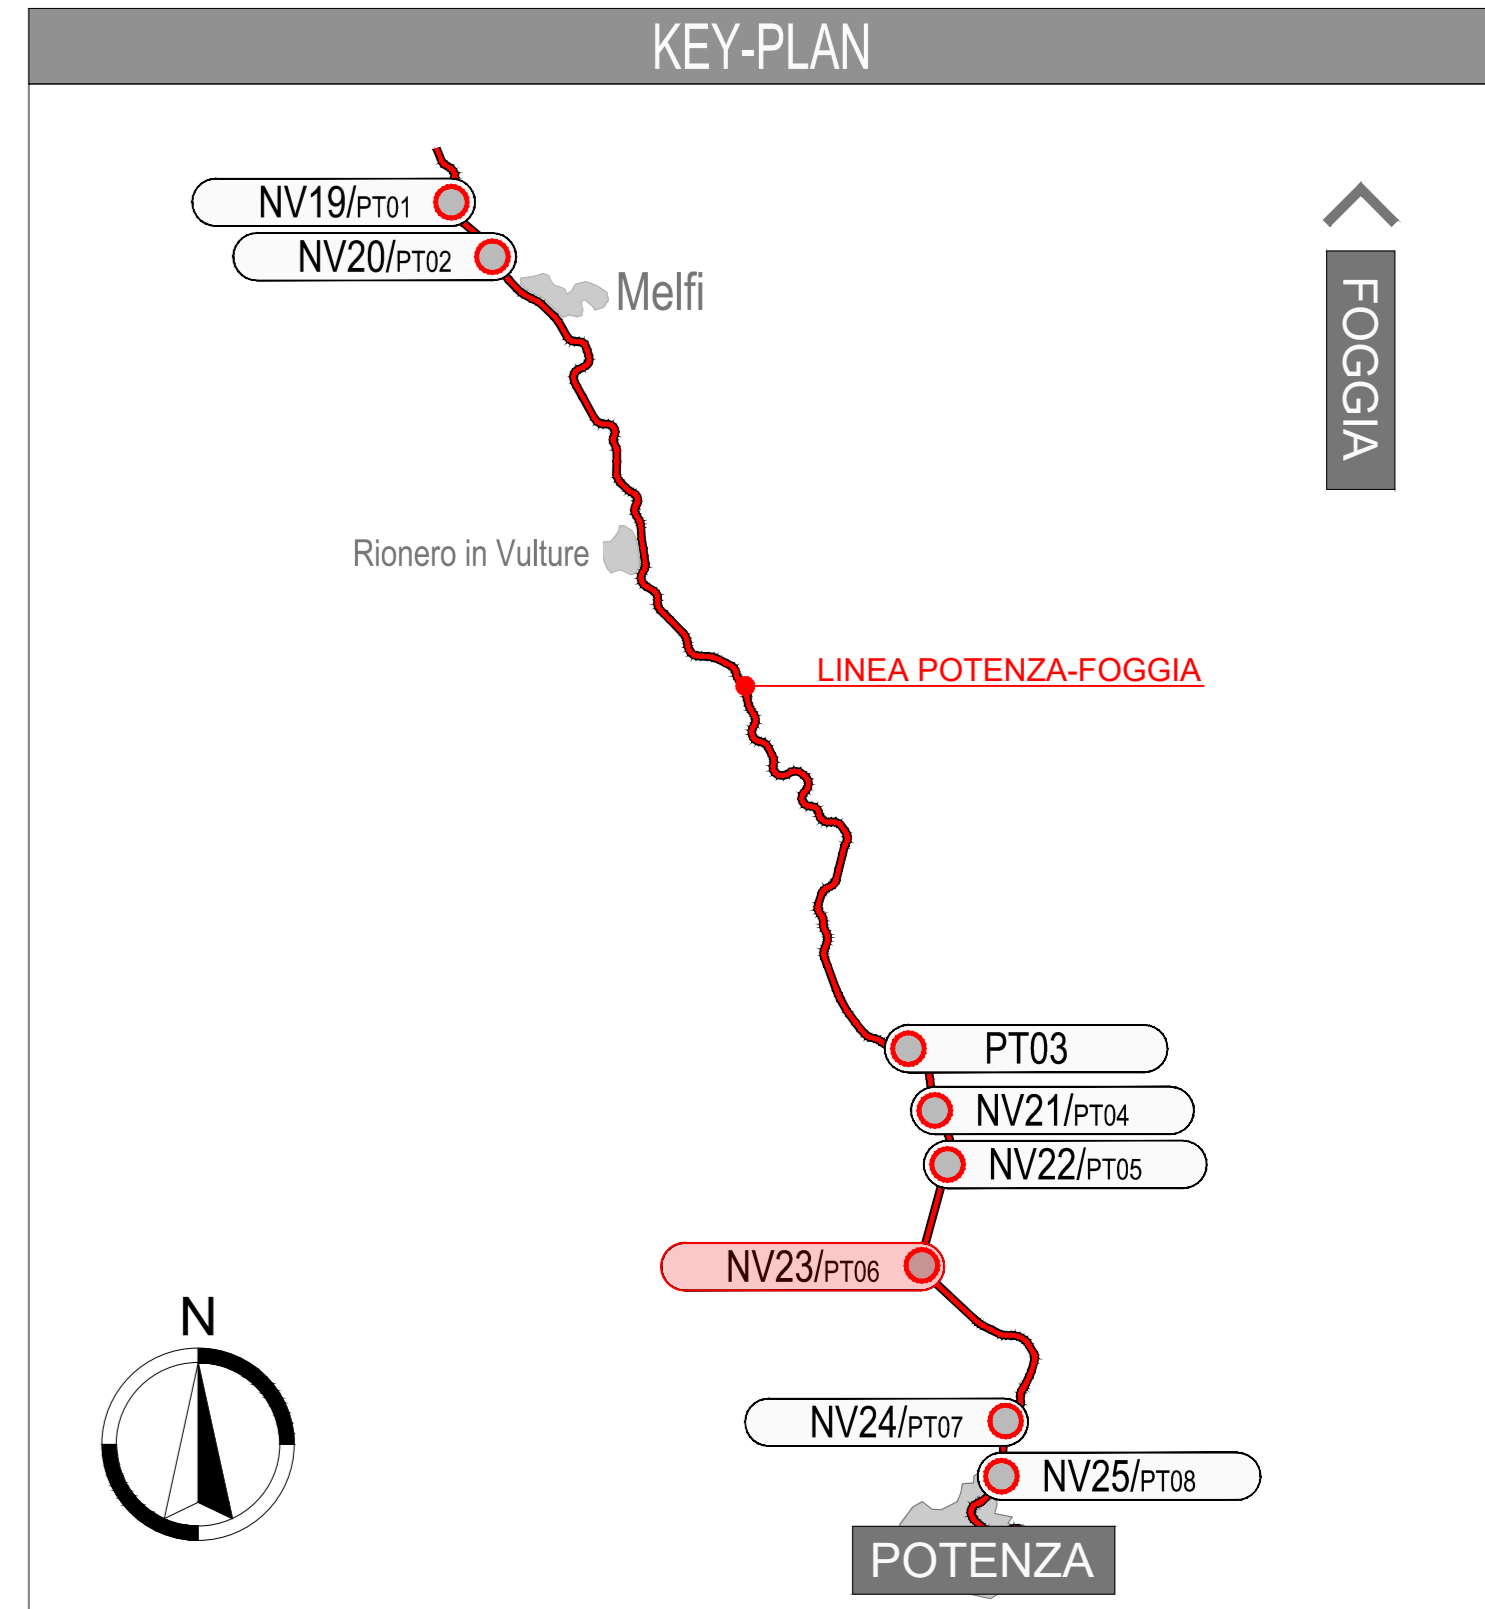 KEY-PLAN
NV19/PT01
NV20/PT02
Melfi
FOGGIA
Rionero in Vulture
LINEA POTENZA-FOGGIA
PT03
NV21/PT04
NV22/PT05
NV23/PT06
N
NV24/PT07
NV25/PT08
POTENZA